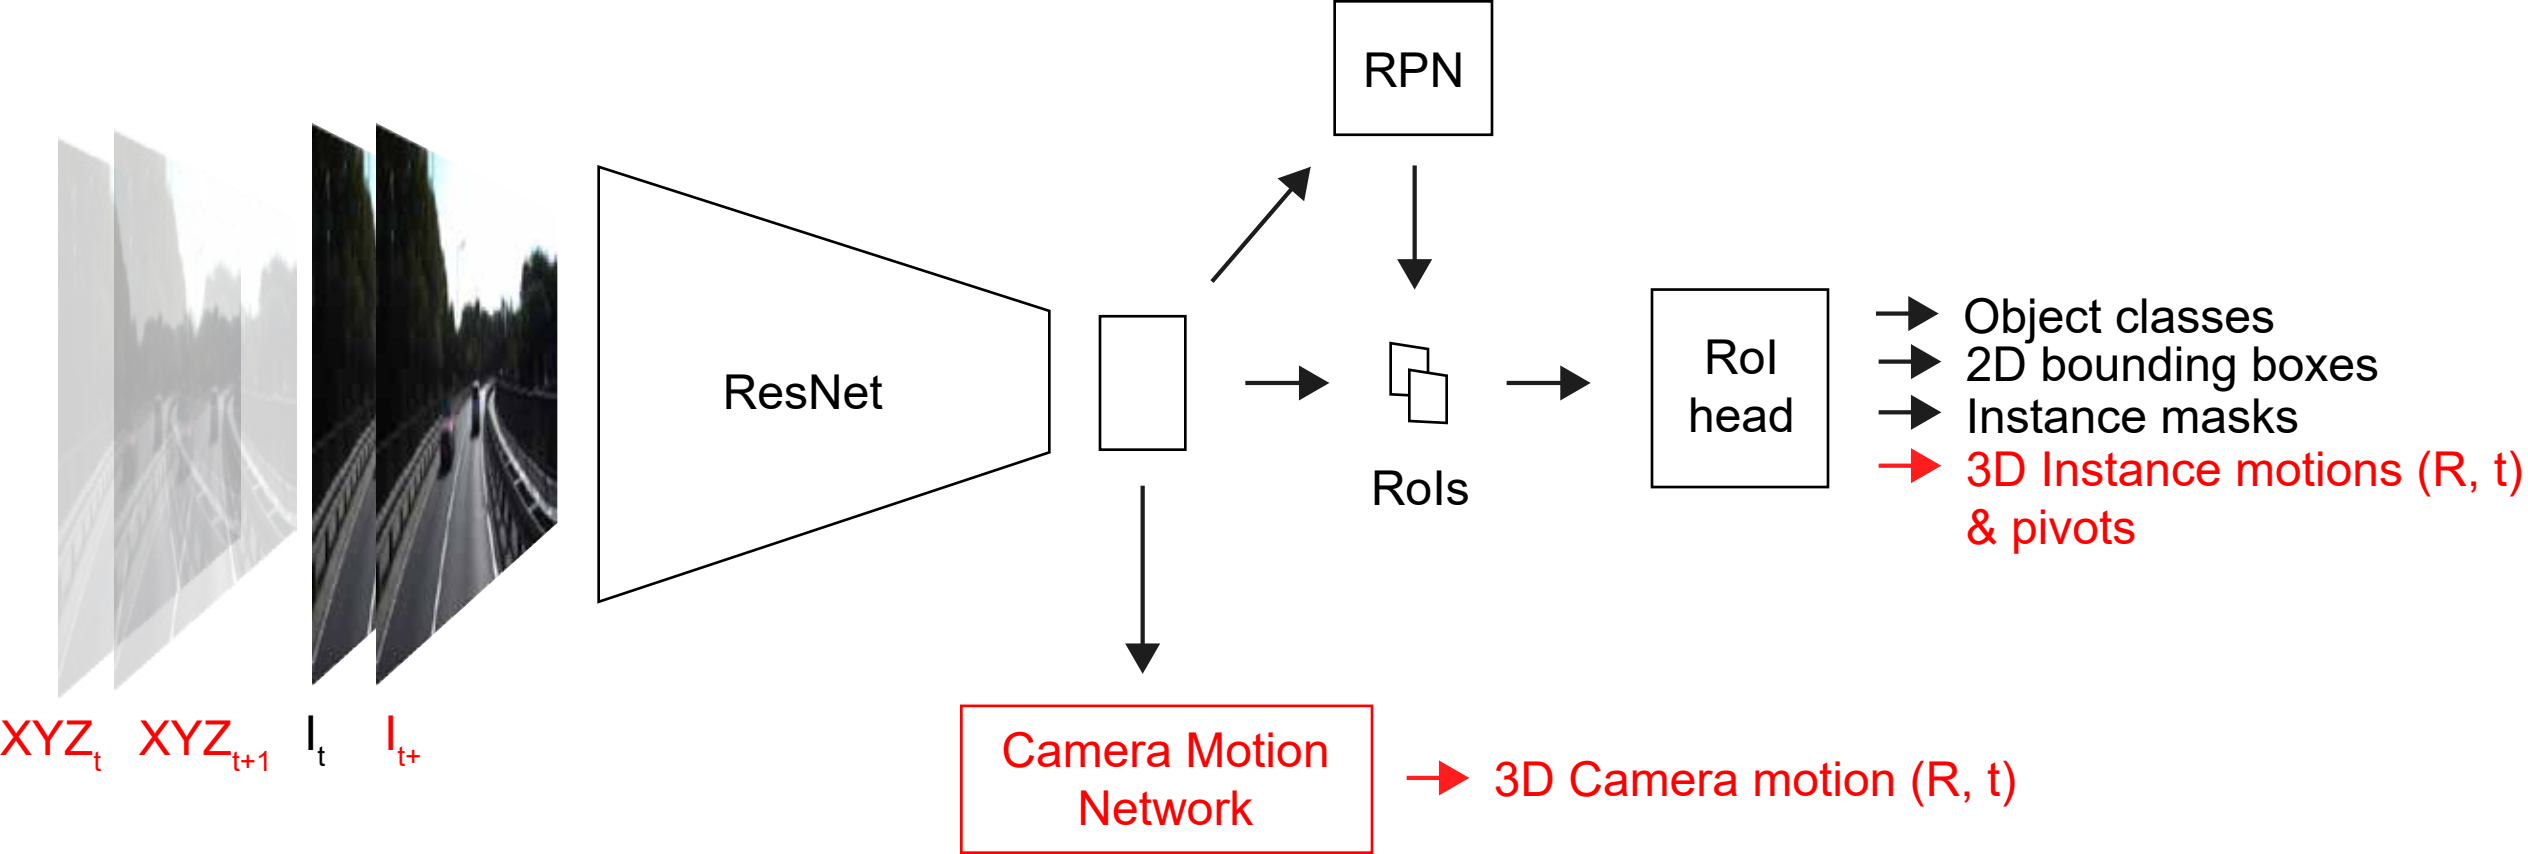 RPN
ResNet
RoI
head
RoIs
Object classes
2D bounding boxes
Instance masks
3D Instance motions (R, t)
& pivots
XYZt
XYZt+1
It
It+
Camera Motion
Network
3D Camera motion (R, t)